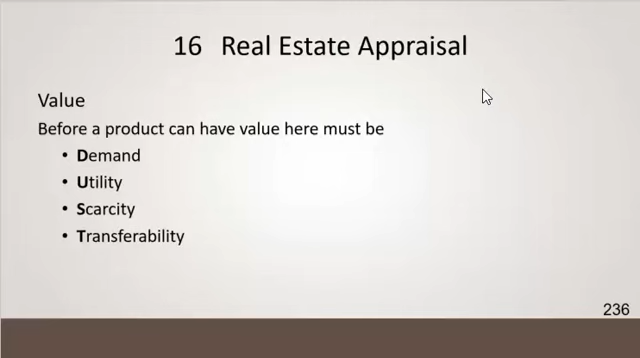 16 Real Estate Appraisal
Value
Before a product can have value here must be
• Demand
• Utility
• Scarcity
• Transferability
236